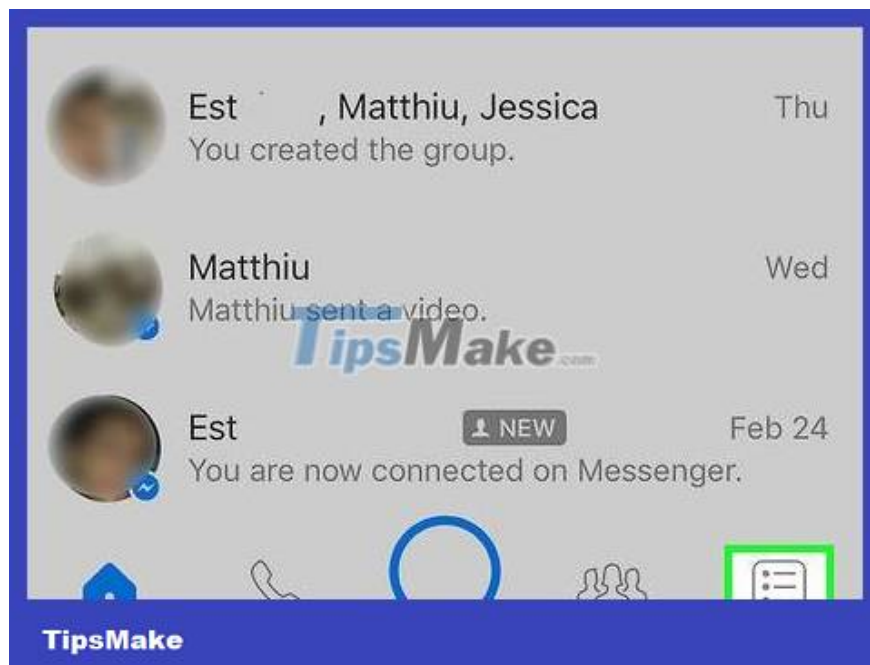 Est , Matthiu, Jessica
Thu
You created the group.
Matthiu
Wed
Matthiu sent a video.
TipsMake.com
Est
NEW
Feb 24
You are now connected on Messenger.
TipsMake